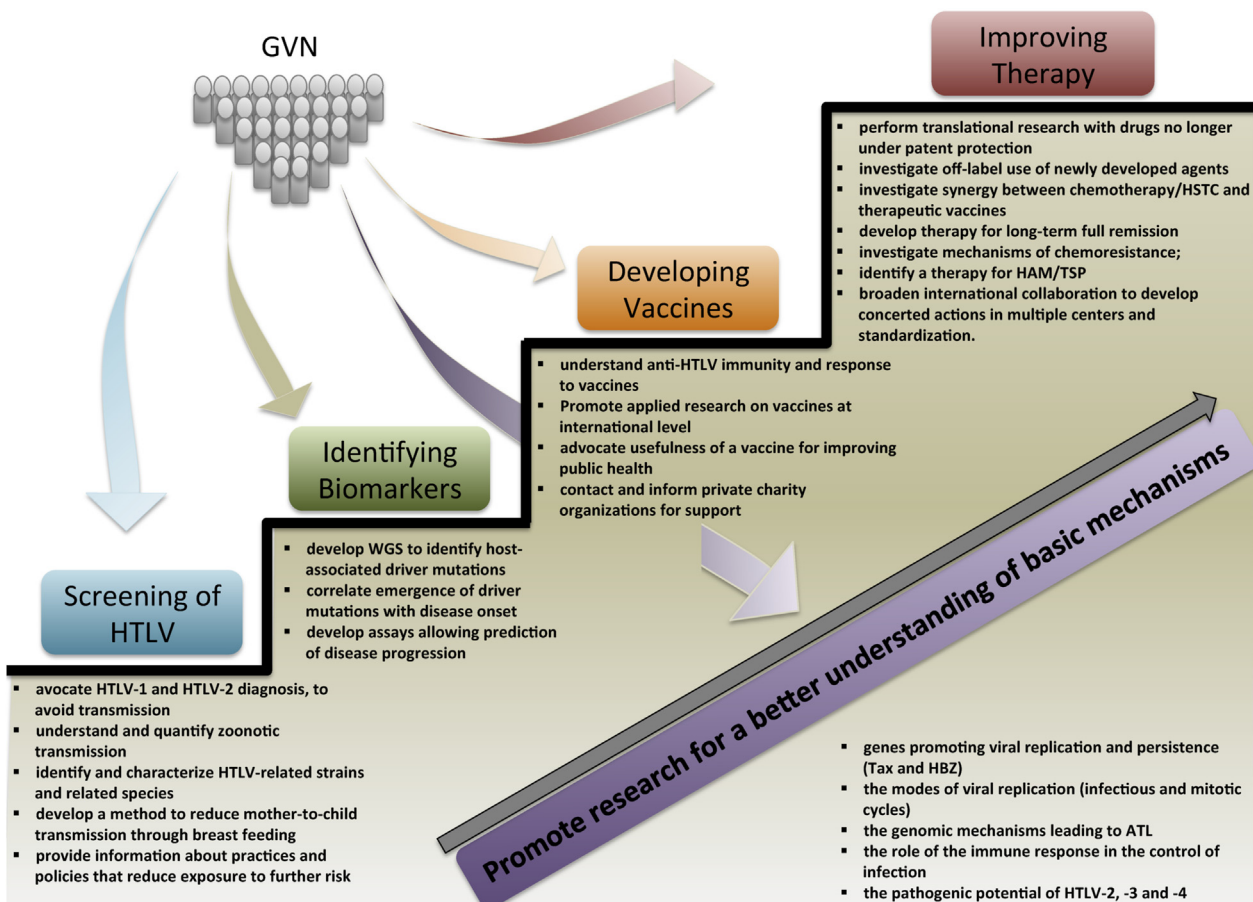 GVN
Improving
Therapy
▪ perform translational research with drugs no longer
under patent protection
▪ investigate off-label use of newly developed agents
▪ investigate synergy between chemotherapy/HSTC and
therapeutic vaccines
▪ develop therapy for long-term full remission
▪ investigate mechanisms of chemoresistance;
▪ identify a therapy for HAM/TSP
▪ broaden international collaboration to develop
concerted actions in multiple centers and
standardization.
Developing
Vaccines
▪ understand anti-HTLV immunity and response
to vaccines
▪ Promote applied research on vaccines at
international level
▪ advocate usefulness of a vaccine for improving
public health
▪ contact and inform private charity
organizations for support
Identifying
Biomarkers
▪ develop WGS to identify host-
associated driver mutations
▪ correlate emergence of driver
mutations with disease onset
▪ develop assays allowing prediction
of disease progression
Screening of
HTLV
▪ avocate HTLV-1 and HTLV-2 diagnosis, to
avoid transmission
▪ understand and quantify zoonotic
transmission
▪ identify and characterize HTLV-related strains
and related species
▪ develop a method to reduce mother-to-child
transmission through breast feeding
▪ provide information about practices and
policies that reduce exposure to further risk
Promote research for a better understanding of basic mechanisms
▪ genes promoting viral replication and persistence
(Tax and HBZ)
▪ the modes of viral replication (infectious and mitotic
cycles)
▪ the genomic mechanisms leading to ATL
▪ the role of the immune response in the control of
infection
▪ the pathogenic potential of HTLV-2, -3 and -4